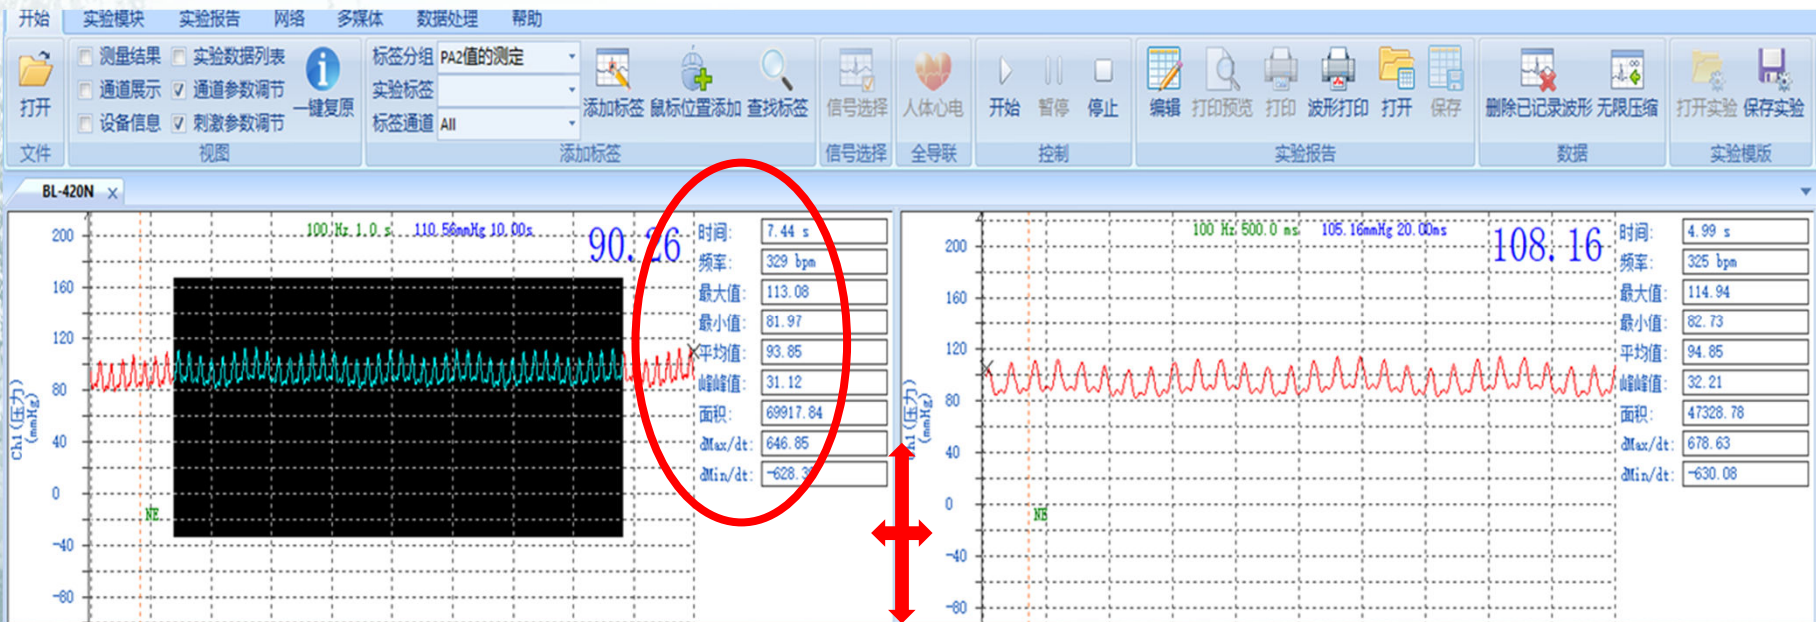 开始 实验模块 实验报告 网络 多媒体 数据处理 帮助
测量结果 实验数据列表 标签分组 PA2值的测定
通道展示 通道参数调节 实验标签
打开 一键复原 添加标签 鼠标位置添加 查找标签 信号选择 人体心电 开始 暂停 停止 编辑 打印预览 打印 波形打印 打开 保存 删除已记录波形 无限压缩 打开实验 保存实验
设备信息 刺激参数调节 标签通道 All
文件 视图 添加标签 信号选择 全导联 控制 实验报告 数据 实验模版
BL-420N
100 Hz 1.0 s 110.56mmHg 10.00s
90.26
200
160
120
80
40
0
-40
-80
Ch1 (压力)
(mmHg)
NE
时间: 7.44 s
频率: 329 bpm
最大值: 113.08
最小值: 81.97
平均值: 93.85
峰峰值: 31.12
面积: 69917.84
dMax/dt: 646.85
dMin/dt: -628.3
100 Hz 500.0 ms 105.16mmHg 20.00ms
108.16
200
160
120
80
40
0
-40
-80
Ch1 (压力)
(mmHg)
NE
时间: 4.99 s
频率: 325 bpm
最大值: 114.94
最小值: 82.73
平均值: 94.85
峰峰值: 32.21
面积: 47328.78
dMax/dt: 678.63
dMin/dt: -630.08